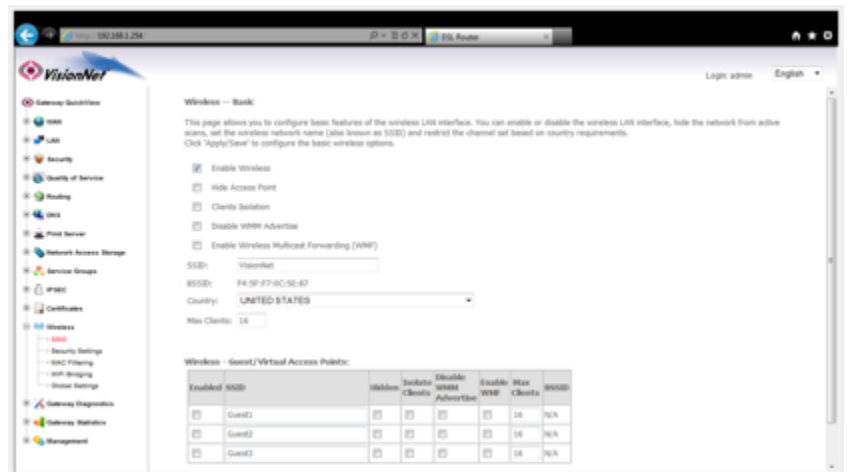 http://192.168.1.254
DSL Router
VisionNet
Login: admin
English
Gateway QuickView
WAN
LAN
Security
Quality of Service
Routing
DNS
Print Server
Network Access Storage
Service Groups
IPSEC
Certificates
Wireless
SSID
Security Settings
MAC Filtering
WiFi Bridging
Global Settings
Gateway Diagnostics
Gateway Statistics
Management
Wireless -- Basic
This page allows you to configure basic features of the wireless LAN interface. You can enable or disable the wireless LAN interface, hide the network from active
scans, set the wireless network name (also known as SSID) and restrict the channel set based on country requirements.
Click 'Apply/Save' to configure the basic wireless options.
Enable Wireless
Hide Access Point
Clients Isolation
Disable WMM Advertise
Enable Wireless Multicast Forwarding (WMF)
SSID: VisionNet
BSSID: F4:5F:F7:0C:5E:87
Country: UNITED STATES
Max Clients: 16
Wireless - Guest/Virtual Access Points:
Enabled SSID Hidden Isolate Clients Disable WMM Advertise Enable WMF Max Clients BSSID
Guest1 16 N/A
Guest2 16 N/A
Guest3 16 N/A